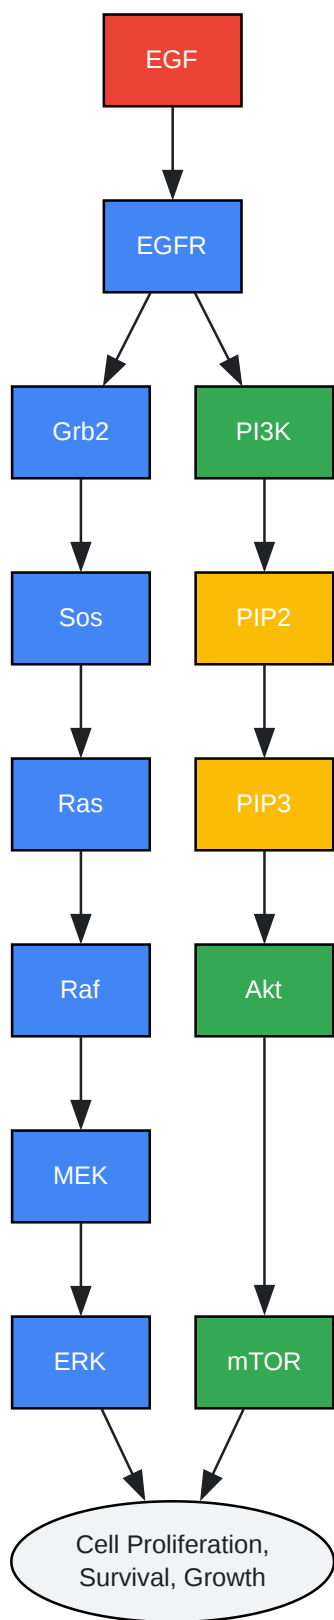 EGF
EGFR
Grb2
PI3K
Sos
PIP2
Ras
PIP3
Raf
Akt
MEK
ERK
mTOR
Cell Proliferation,
Survival, Growth